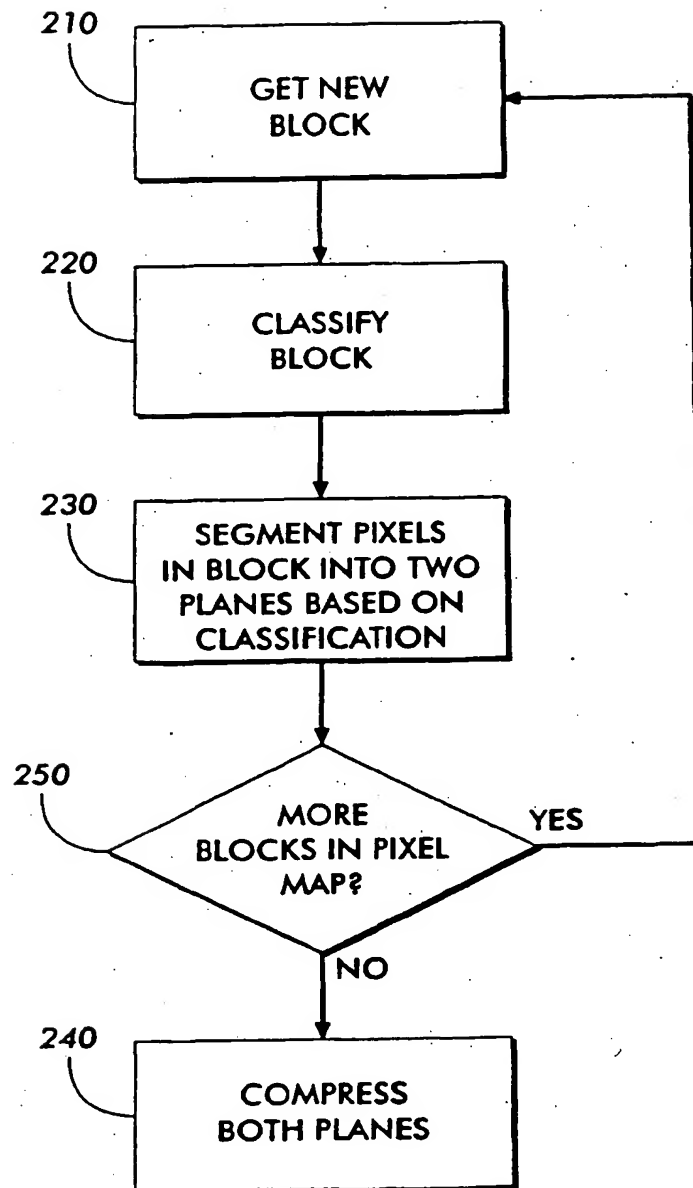 210
GET NEW
BLOCK
220
CLASSIFY
BLOCK
230
SEGMENT PIXELS
IN BLOCK INTO TWO
PLANES BASED ON
CLASSIFICATION
250
MORE
BLOCKS IN PIXEL
MAP?
YES
NO
240
COMPRESS
BOTH PLANES